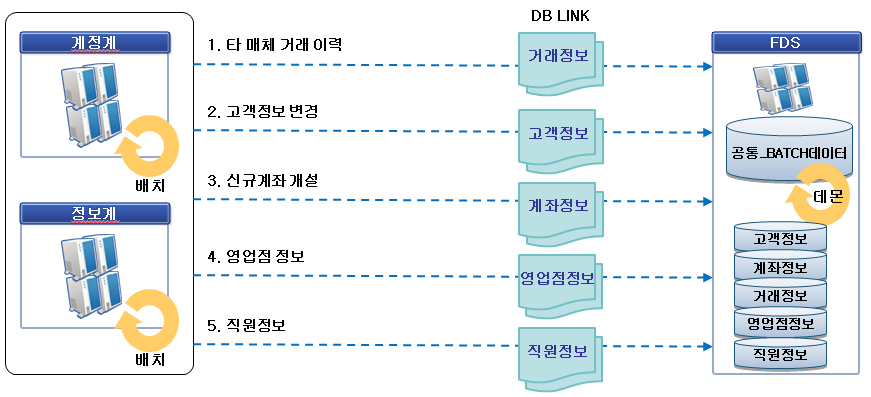 DB LINK
계정계
배치
정보계
배치
1. 타 매체 거래 이력
2. 고객정보 변경
3. 신규계좌 개설
4. 영업점 정보
5. 직원정보
거래정보
고객정보
계좌정보
영업점정보
직원정보
FDS
공통_BATCH데이터
데몬
고객정보
계좌정보
거래정보
영업점정보
직원정보